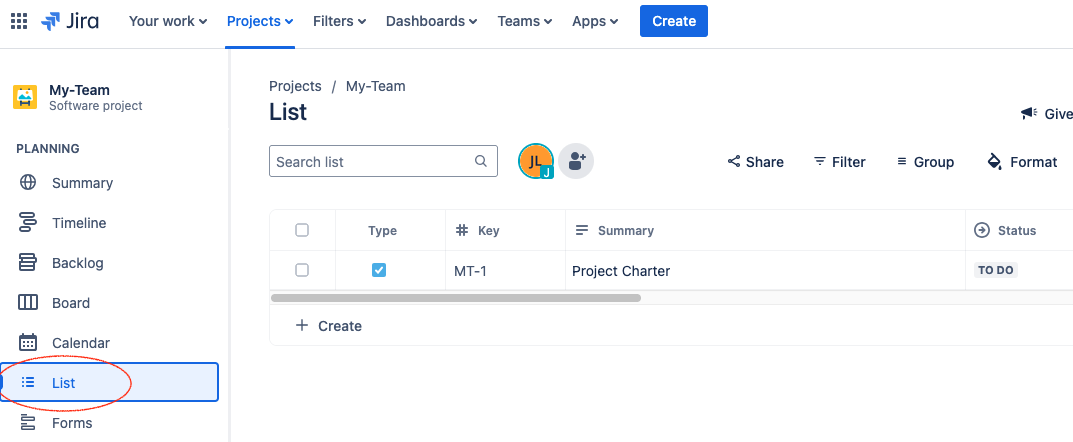 Jira Your work Projects Filters Dashboards Teams Apps Create
My-Team
Software project
PLANNING
Summary
Timeline
Backlog
Board
Calendar
List
Forms
Projects / My-Team
List
Give
Search list JL J Share Filter Group Format
Type # Key Summary Status
MT-1 Project Charter TO DO
+ Create